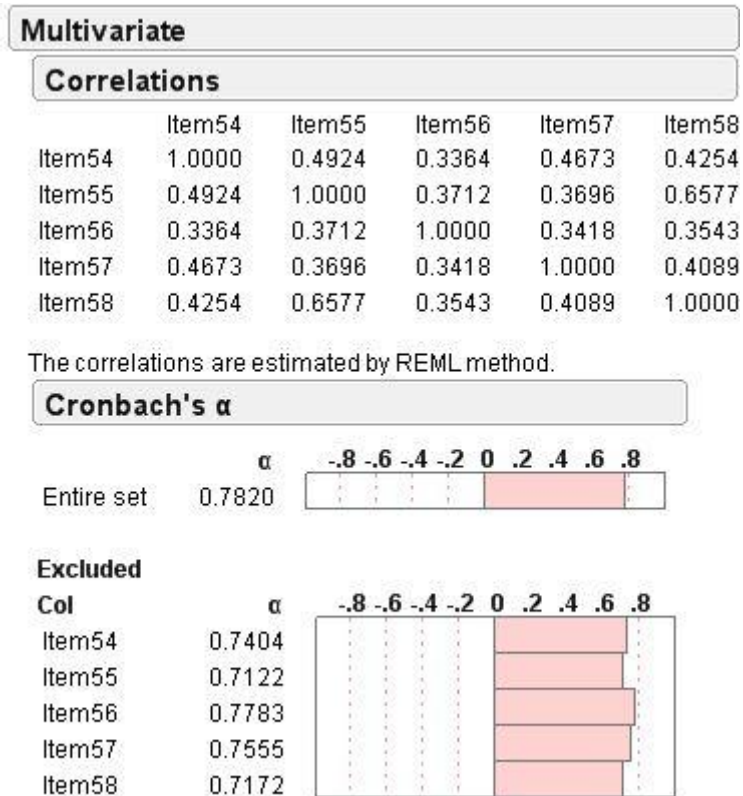 Multivariate
Correlations
Item54 Item55 Item56 Item57 Item58
Item54 1.0000 0.4924 0.3364 0.4673 0.4254
Item55 0.4924 1.0000 0.3712 0.3696 0.6577
Item56 0.3364 0.3712 1.0000 0.3418 0.3543
Item57 0.4673 0.3696 0.3418 1.0000 0.4089
Item58 0.4254 0.6577 0.3543 0.4089 1.0000
The correlations are estimated by REML method.
Cronbach's α
α -.8 -.6 -.4 -.2 0 .2 .4 .6 .8
Entire set 0.7820
Excluded
Col α -.8 -.6 -.4 -.2 0 .2 .4 .6 .8
Item54 0.7404
Item55 0.7122
Item56 0.7783
Item57 0.7555
Item58 0.7172